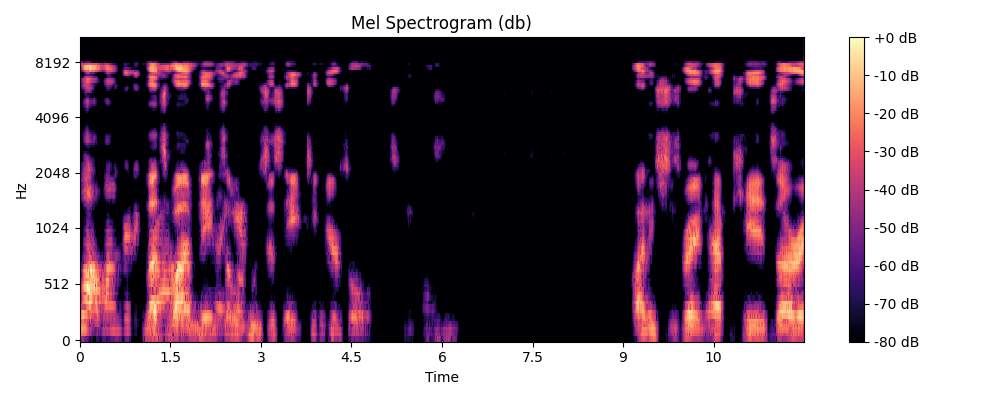 Mel Spectrogram (db)
Hz
8192
4096
2048
1024
512
0
0 1.5 3 4.5 6 7.5 9 10
Time
+0 dB
-10 dB
-20 dB
-30 dB
-40 dB
-50 dB
-60 dB
-70 dB
-80 dB